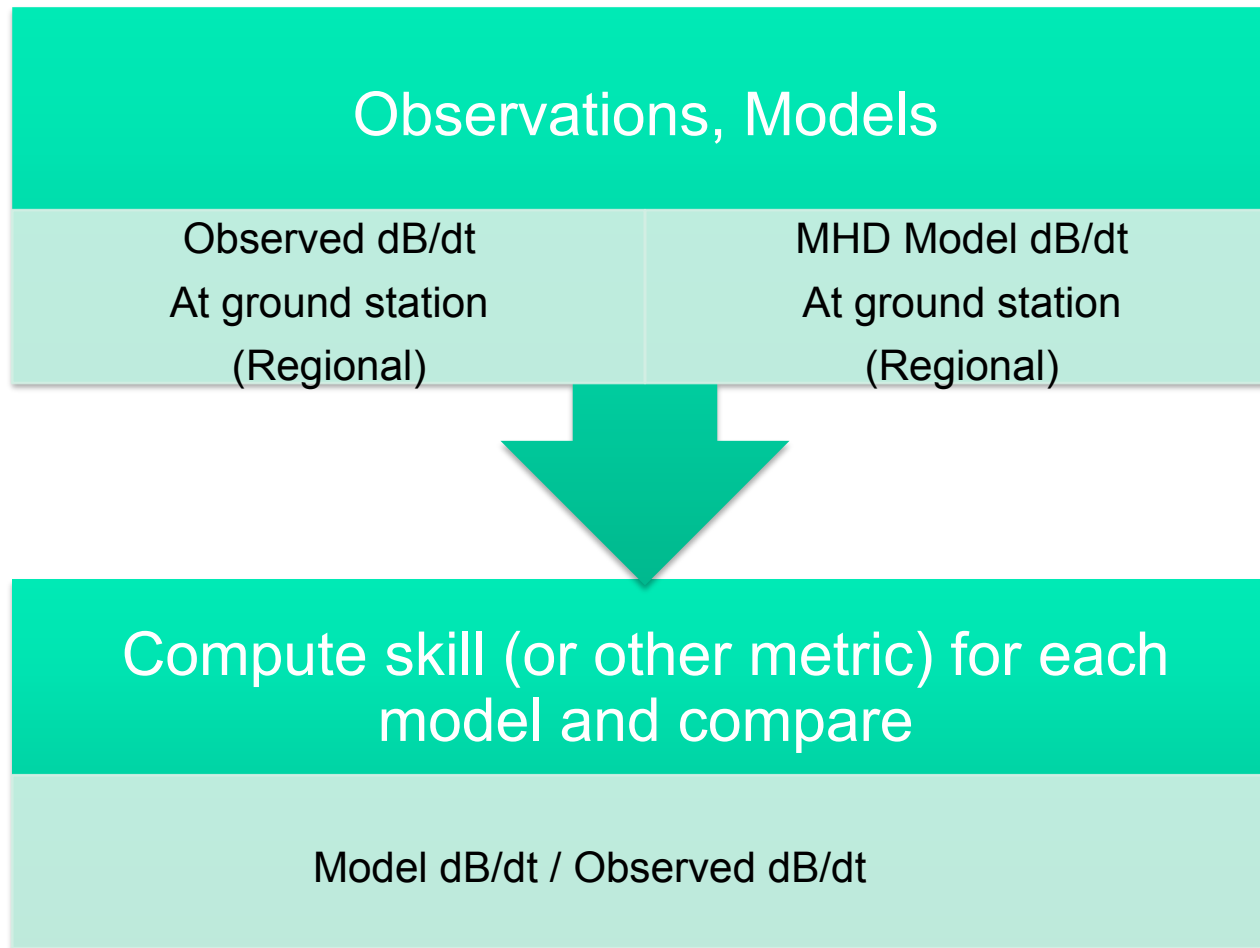 Observations, Models
Observed dB/dt
At ground station
(Regional)
MHD Model dB/dt
At ground station
(Regional)
Compute skill (or other metric) for each
model and compare
Model dB/dt / Observed dB/dt